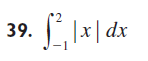 39. ∫_{-1}^{2} |x| dx